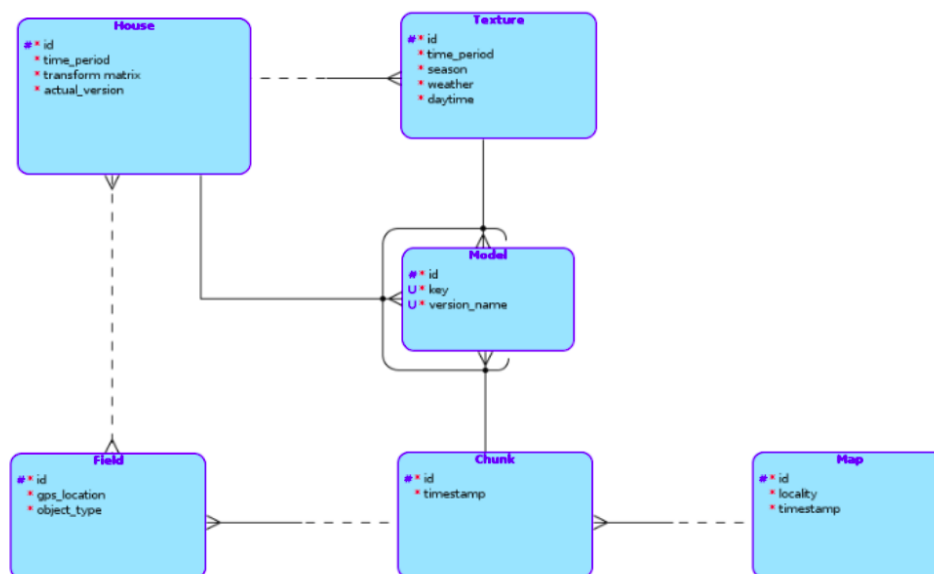 House
#* id
* time_period
* transform matrix
* actual_version
Texture
#* id
* time_period
* season
* weather
* daytime
Model
#* id
U* key
U* version_name
Field
#* id
* gps_location
* object_type
Chunk
#* id
* timestamp
Map
#* id
* locality
* timestamp